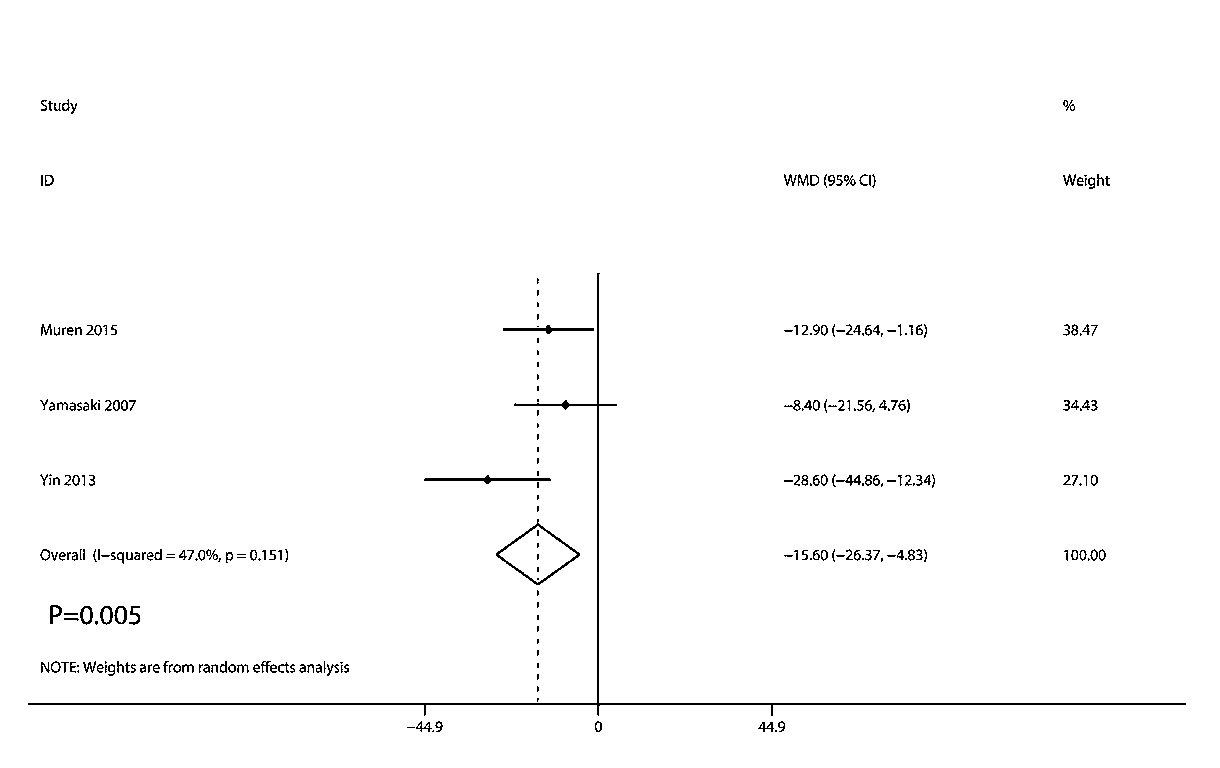 Study %
ID WMD (95% CI) Weight
Muren 2015 −12.90 (−24.64, −1.16) 38.47
Yamasaki 2007 −8.40 (−21.56, 4.76) 34.43
Yin 2013 −28.60 (−44.86, −12.34) 27.10
Overall (I−squared = 47.0%, p = 0.151) −15.60 (−26.37, −4.83) 100.00
P=0.005
NOTE: Weights are from random effects analysis
−44.9 0 44.9